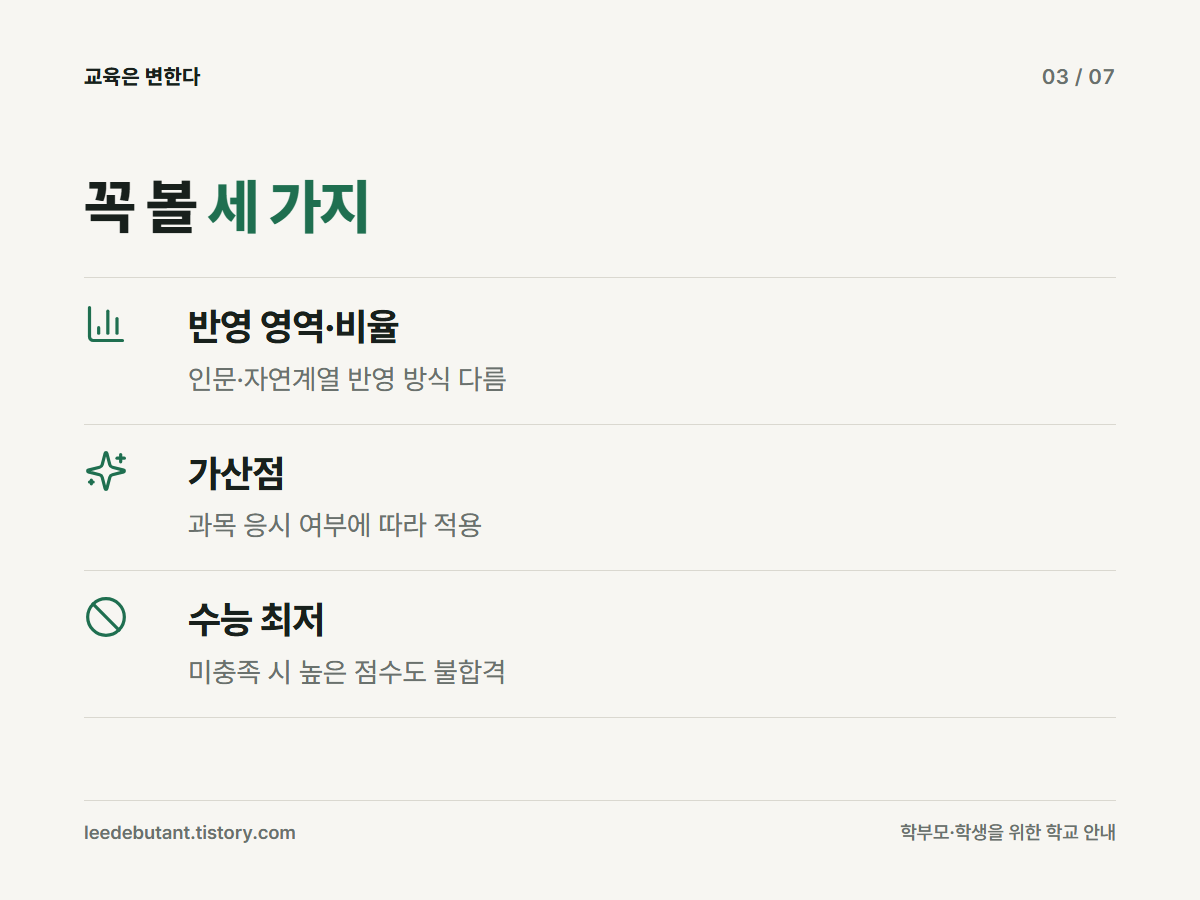 교육은 변한다
03 / 07
꼭 볼 세 가지
반영 영역·비율
인문·자연계열 반영 방식 다름
가산점
과목 응시 여부에 따라 적용
수능 최저
미충족 시 높은 점수도 불합격
leedebutant.tistory.com
학부모·학생을 위한 학교 안내